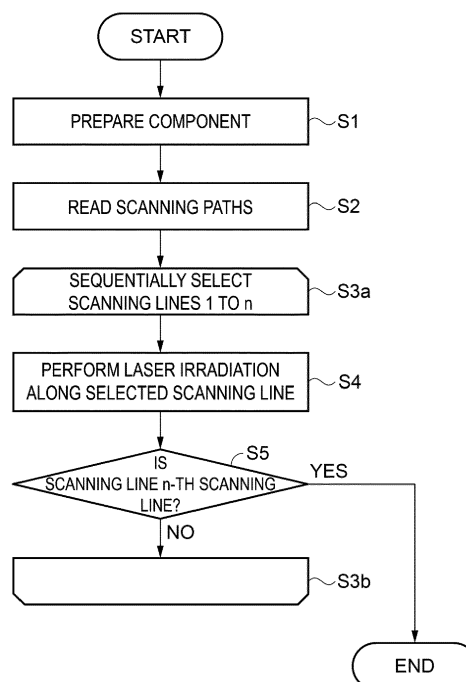 START
PREPARE COMPONENT
S1
READ SCANNING PATHS
S2
SEQUENTIALLY SELECT
SCANNING LINES 1 TO n
S3a
PERFORM LASER IRRADIATION
ALONG SELECTED SCANNING LINE
S4
S5
IS
SCANNING LINE n-TH SCANNING
LINE?
YES
NO
S3b
END